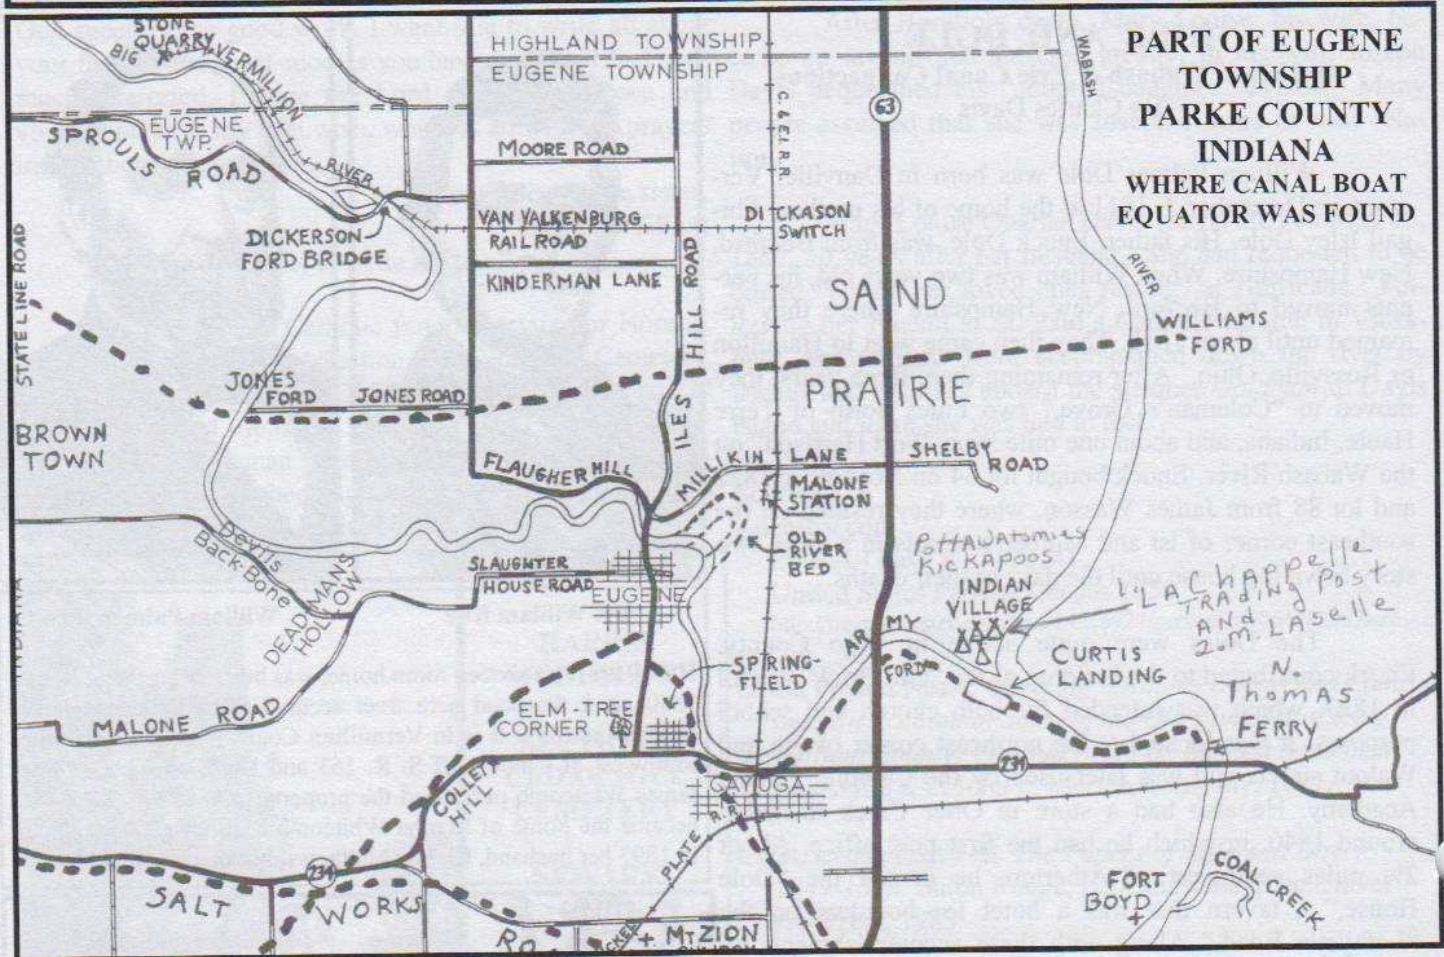 PART OF EUGENE
TOWNSHIP
PARKE COUNTY
INDIANA
WHERE CANAL BOAT
EQUATOR WAS FOUND
STONE
QUARRY
BIG VERMILLION
RIVER
HIGHLAND TOWNSHIP
EUGENE TOWNSHIP
C. & E.I. R.R.
63
WABASH
RIVER
EUGENE
TWP.
SPROULS ROAD
MOORE ROAD
VAN VALKENBURG
RAILROAD
DICKASON
SWITCH
DICKERSON
FORD BRIDGE
KINDERMAN LANE
STATE LINE ROAD
ILES HILL ROAD
SAND
PRAIRIE
WILLIAMS
FORD
JONES
FORD
JONES ROAD
BROWN
TOWN
FLAUGHER HILL
MILLIKIN LANE
SHELBY
ROAD
MALONE
STATION
OLD
RIVER
BED
Devils
Back-Bone
DEADMANS
HOLLOW
SLAUGHTER
HOUSE ROAD
EUGENE
Pottawatomies
Kickapoos
INDIAN
VILLAGE
1. LACHAPPELLE
TRADING Post
AND
2. M. LASELLE
INDIANA
ARMY
FORD
CURTIS
LANDING
SPRING-
FIELD
N.
Thomas
FERRY
MALONE ROAD
ELM-TREE
CORNER
COLLETT
HILL
CAYUGA
234
PLATE R.R.
234
SALT WORKS
RO
MT ZION
FORT
BOYD
COAL CREEK